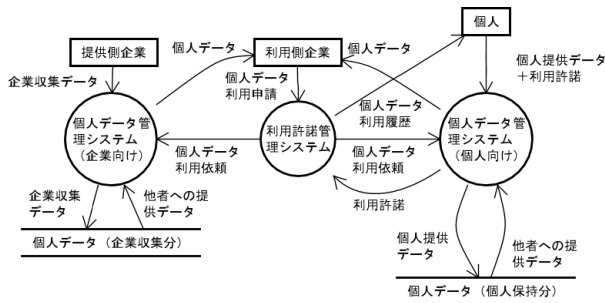 個人
提供側企業
個人データ
利用側企業
個人データ
個人提供データ
＋利用許諾
企業収集データ
個人データ
利用申請
個人データ管
理システム
（企業向け）
個人データ
利用依頼
利用許諾管
理システム
個人データ
利用履歴
個人データ
利用依頼
個人データ管
理システム
（個人向け）
利用許諾
企業収集
データ
他者への提
供データ
個人データ（企業収集分）
個人提供
データ
他者への提
供データ
個人データ（個人保持分）